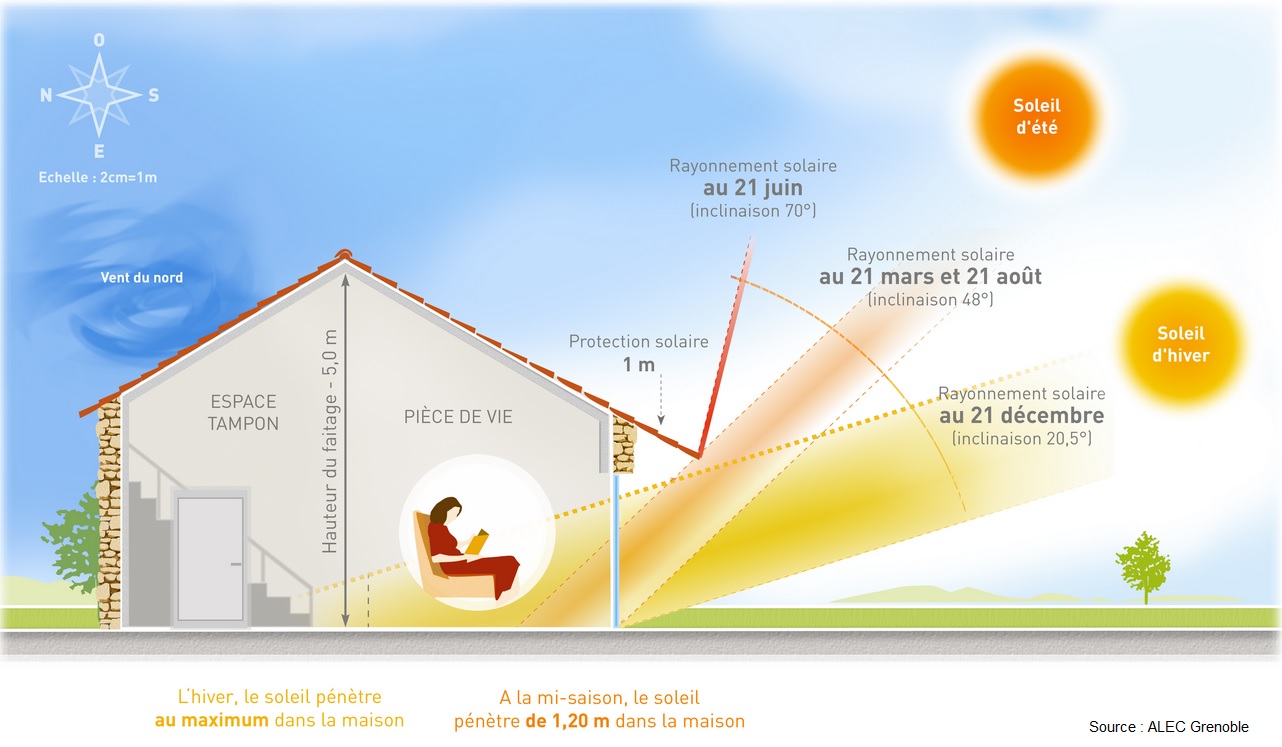 O
N S
E
Echelle : 2cm=1m
Vent du nord
Soleil
d'été
Rayonnement solaire
au 21 juin
(inclinaison 70°)
Rayonnement solaire
au 21 mars et 21 août
(inclinaison 48°)
Soleil
d'hiver
Protection solaire
1 m
Rayonnement solaire
au 21 décembre
(inclinaison 20,5°)
ESPACE
TAMPON
Hauteur du faitage - 5,0 m
PIÈCE DE VIE
L'hiver, le soleil pénètre
au maximum dans la maison
A la mi-saison, le soleil
pénètre de 1,20 m dans la maison
Source : ALEC Grenoble